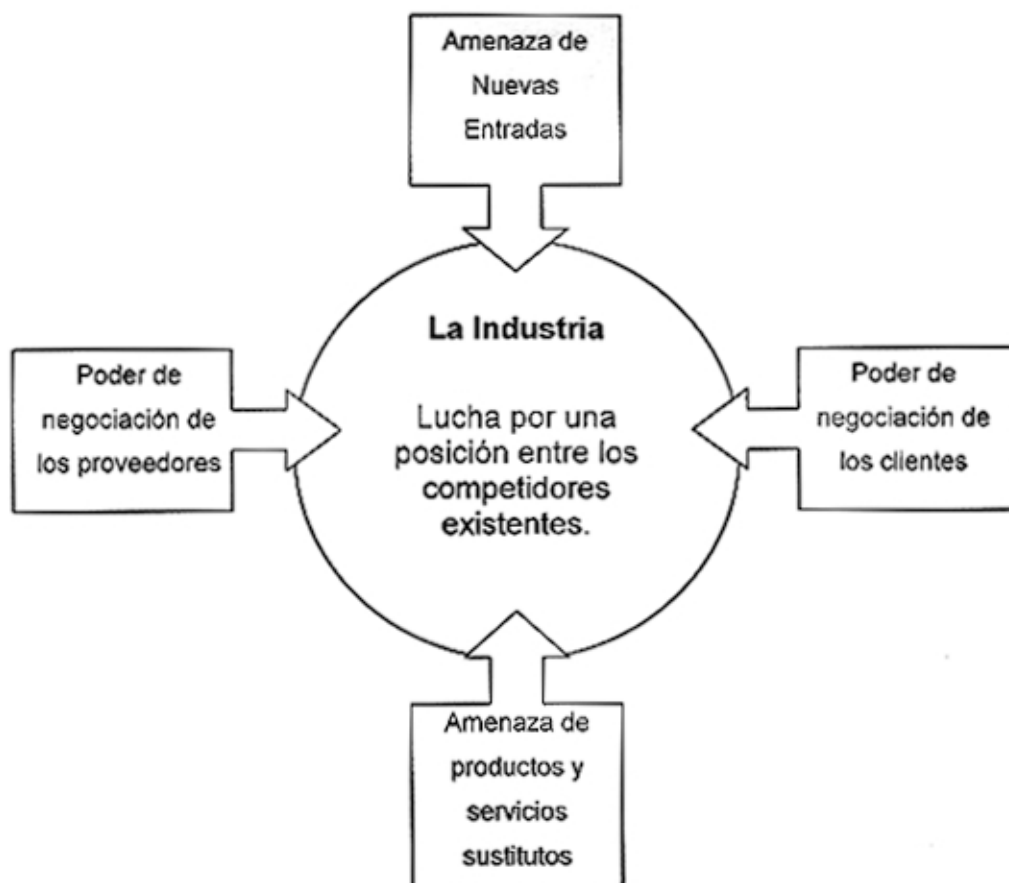 Amenaza de
Nuevas
Entradas
La Industria
Poder de
negociación de
los proveedores
Lucha por una
posición entre los
competidores
existentes.
Poder de
negociación de
los clientes
Amenaza de
productos y
servicios
sustitutos